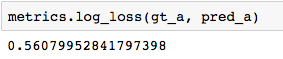 metrics.log_loss(gt_a, pred_a)
0.56079952841797398